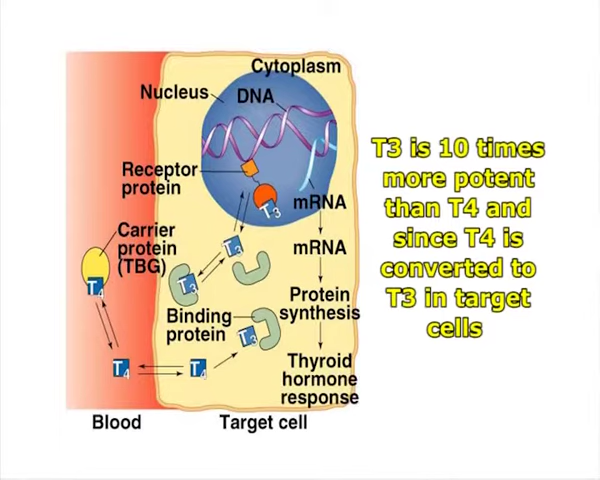 Cytoplasm
Nucleus
DNA
Receptor
protein
T3
mRNA
Carrier
protein
(TBG)
T4
T3
mRNA
T3
Binding
protein
T3
Protein
synthesis
T4
T4
Thyroid
hormone
response
Blood
Target cell
T3 is 10 times
more potent
than T4 and
since T4 is
converted to
T3 in target
cells